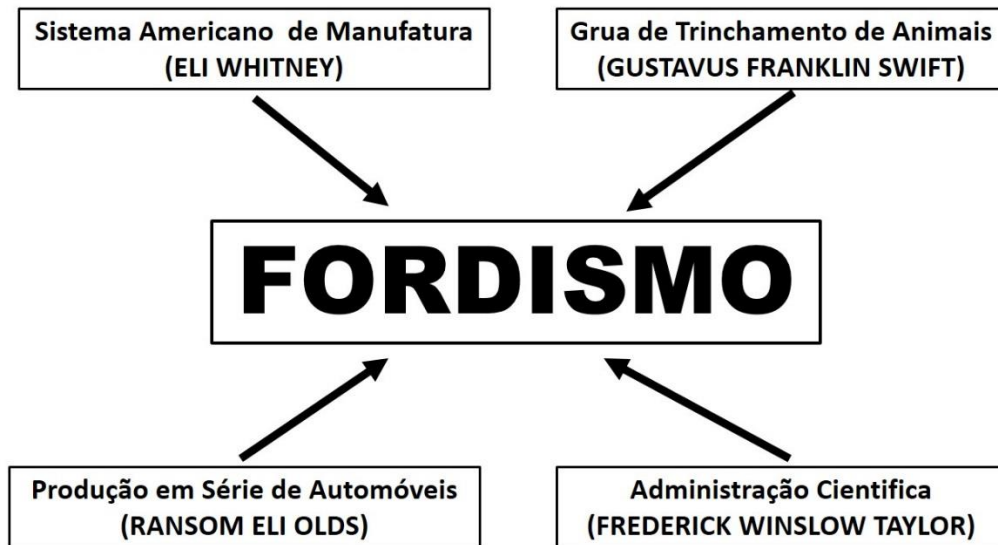 Sistema Americano de Manufatura
(ELI WHITNEY)
Grua de Trinchamento de Animais
(GUSTAVUS FRANKLIN SWIFT)
FORDISMO
Produção em Série de Automóveis
(RANSOM ELI OLDS)
Administração Cientifica
(FREDERICK WINSLOW TAYLOR)